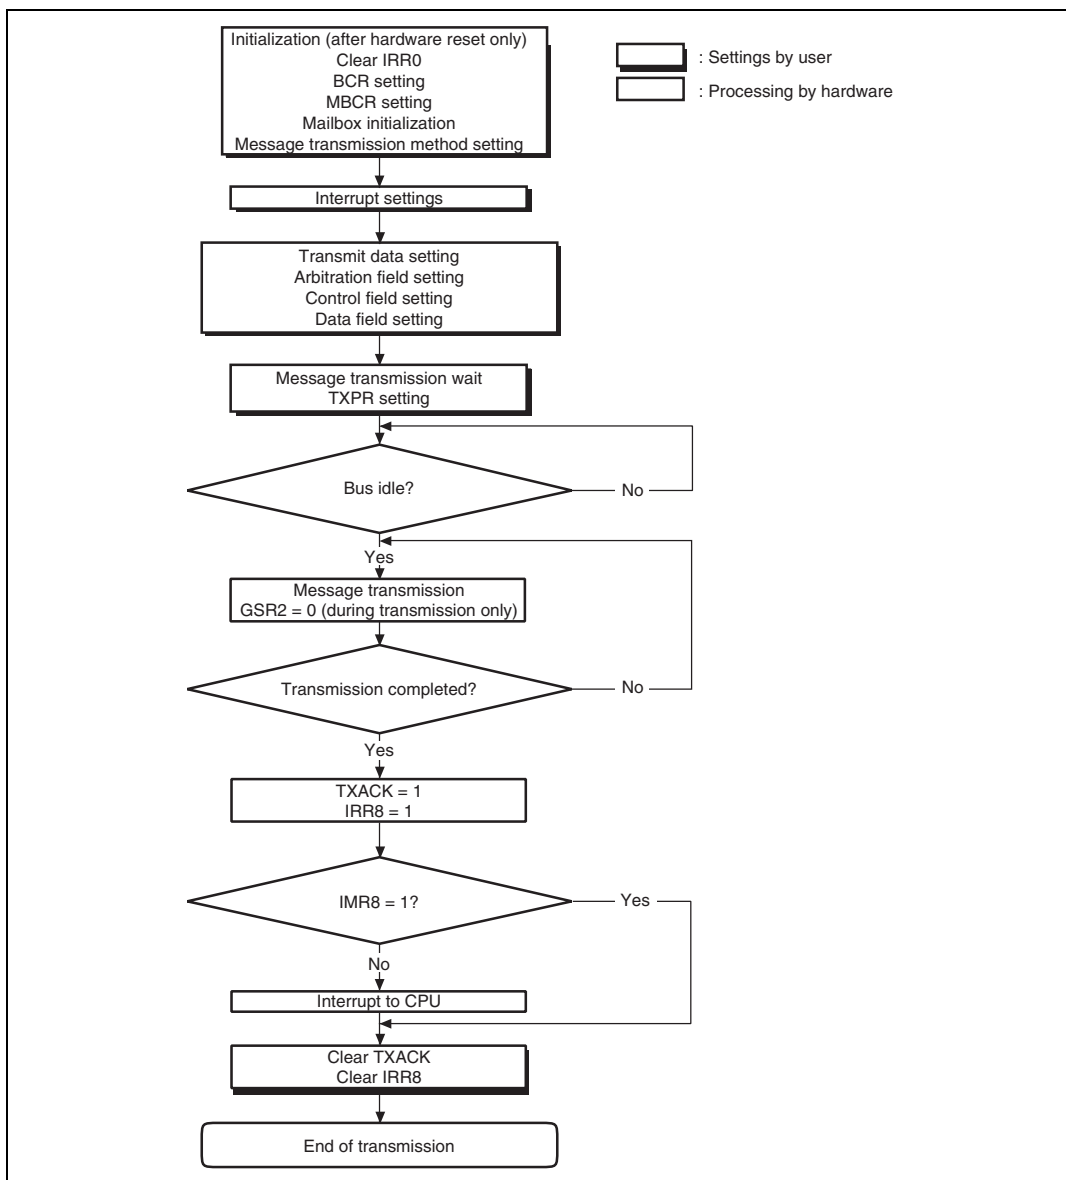 Initialization (after hardware reset only)
Clear IRR0
BCR setting
MBCR setting
Mailbox initialization
Message transmission method setting
: Settings by user
: Processing by hardware
Interrupt settings
Transmit data setting
Arbitration field setting
Control field setting
Data field setting
Message transmission wait
TXPR setting
Bus idle?
No
Yes
Message transmission
GSR2 = 0 (during transmission only)
Transmission completed?
No
Yes
TXACK = 1
IRR8 = 1
IMR8 = 1?
Yes
No
Interrupt to CPU
Clear TXACK
Clear IRR8
End of transmission